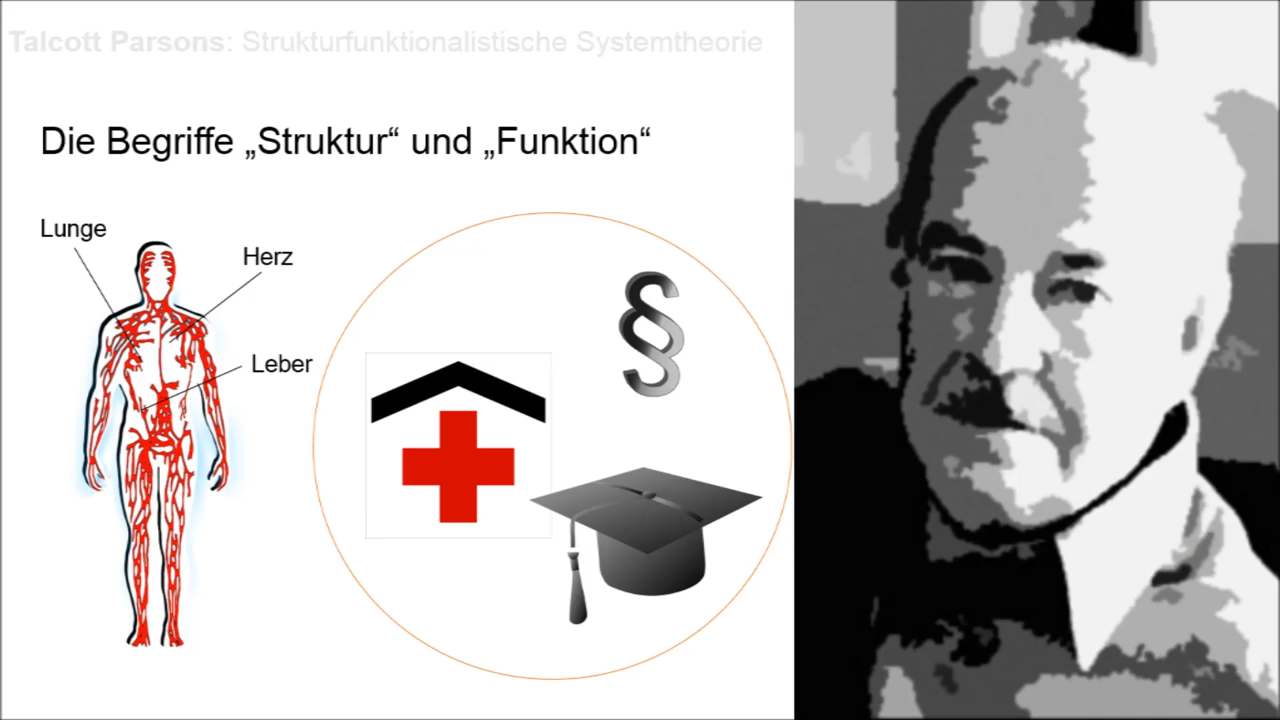 Talcott Parsons: Strukturfunktionalistische Systemtheorie
Die Begriffe „Struktur“ und „Funktion“
Lunge
Herz
Leber
§